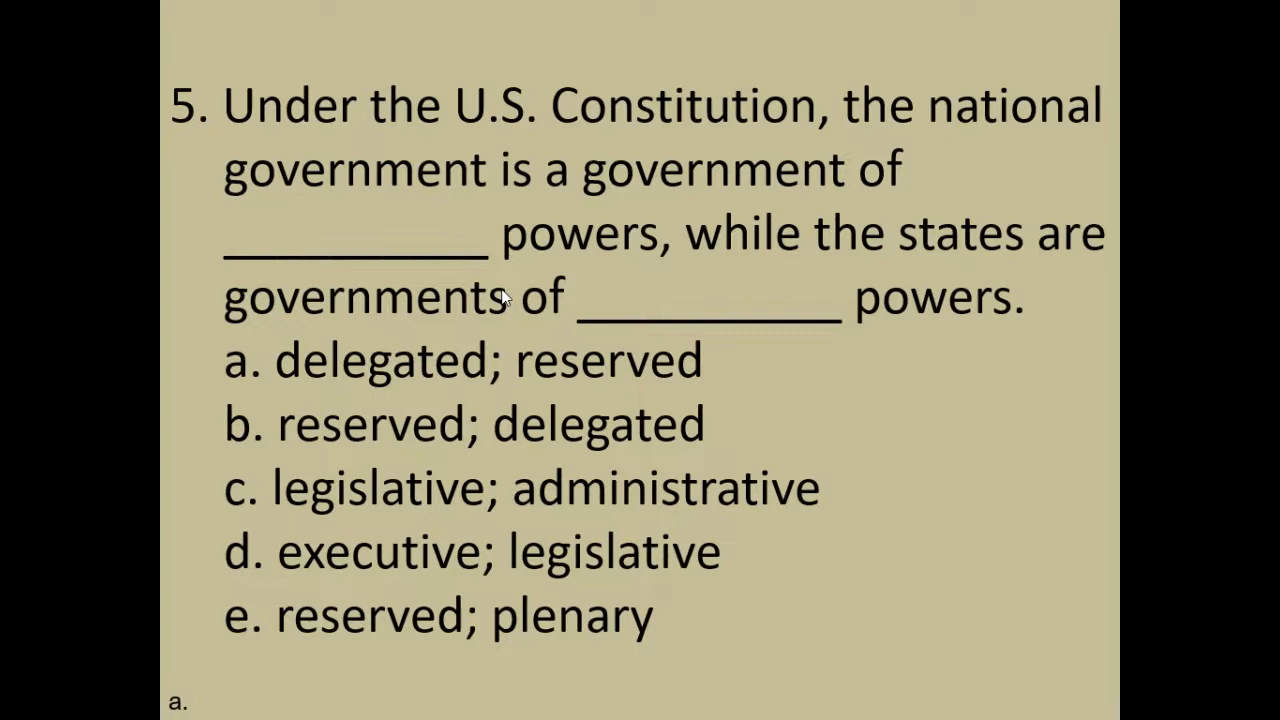 5. Under the U.S. Constitution, the national
government is a government of
___________ powers, while the states are
governments of ___________ powers.
a. delegated; reserved
b. reserved; delegated
c. legislative; administrative
d. executive; legislative
e. reserved; plenary
a.